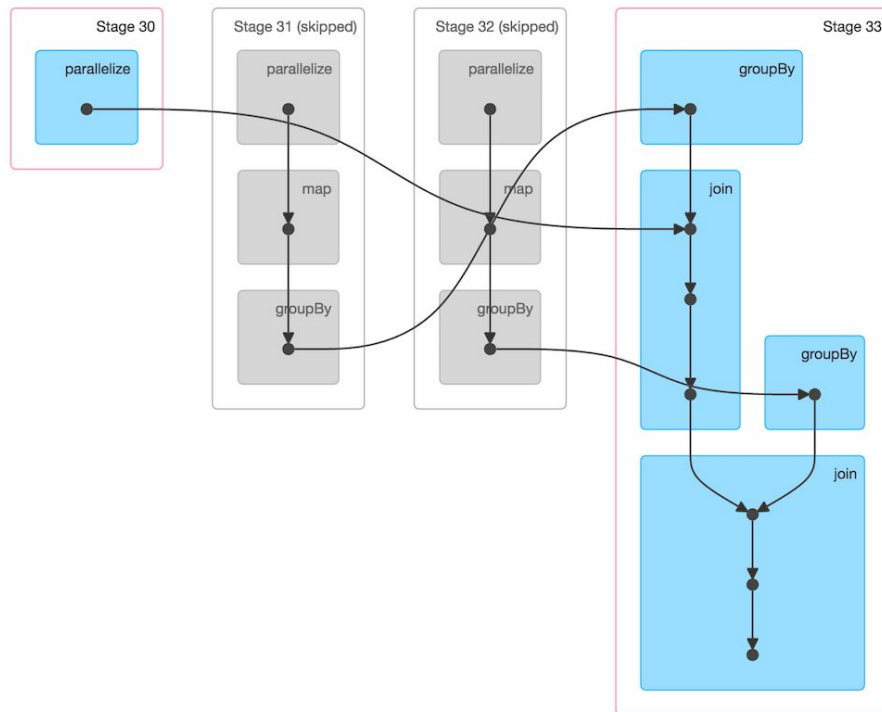 Stage 30
parallelize
Stage 31 (skipped)
parallelize
map
groupBy
Stage 32 (skipped)
parallelize
map
groupBy
Stage 33
groupBy
join
groupBy
join